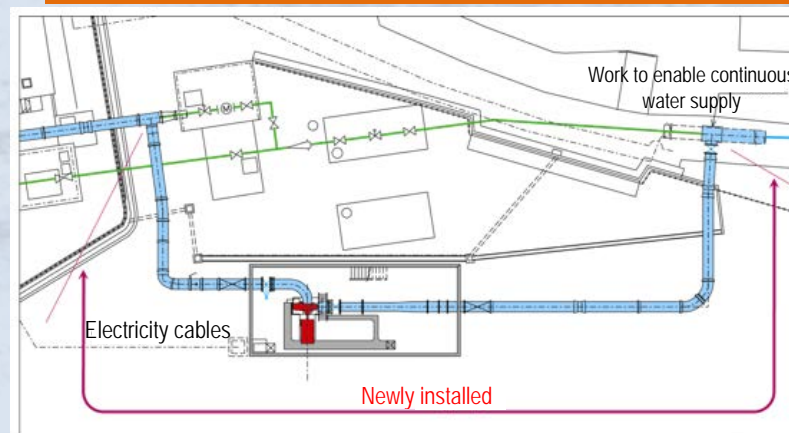 Work to enable continuous
water supply
Electricity cables
Newly installed
M